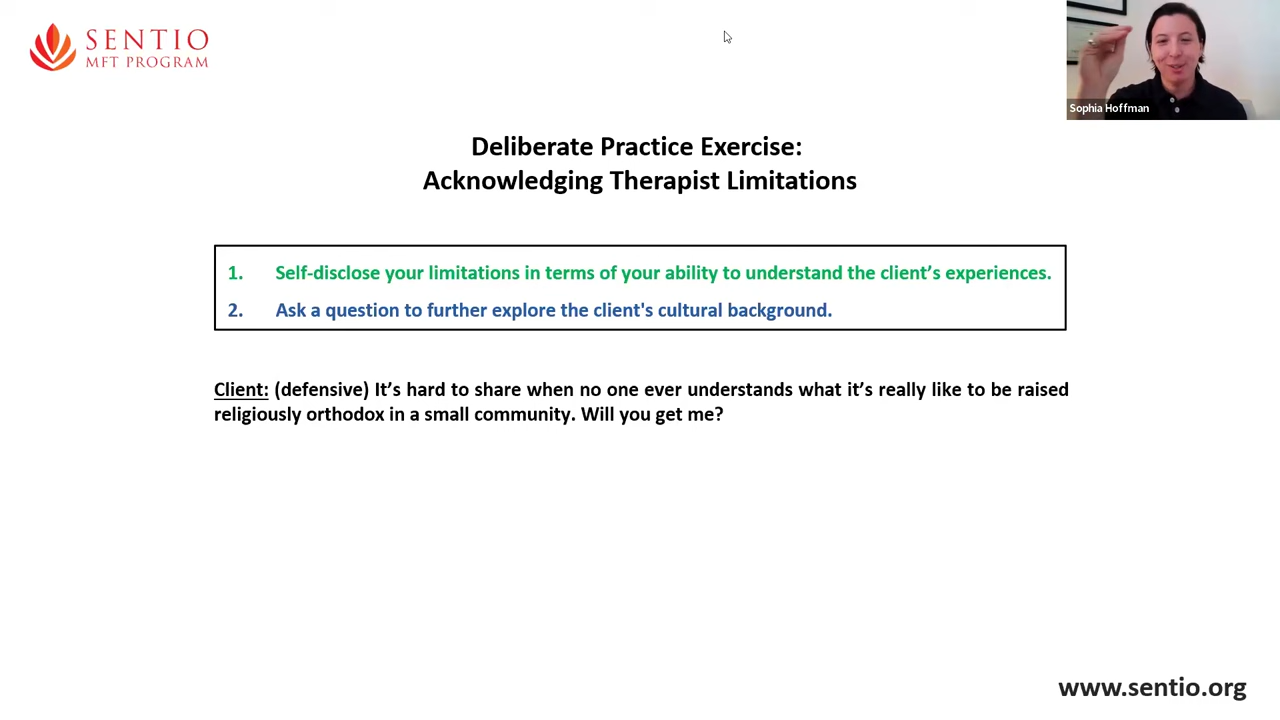 SENTIO
MFT PROGRAM
Sophia Hoffman
Deliberate Practice Exercise:
Acknowledging Therapist Limitations
1. Self-disclose your limitations in terms of your ability to understand the client’s experiences.
2. Ask a question to further explore the client's cultural background.
Client: (defensive) It’s hard to share when no one ever understands what it’s really like to be raised
religiously orthodox in a small community. Will you get me?
www.sentio.org